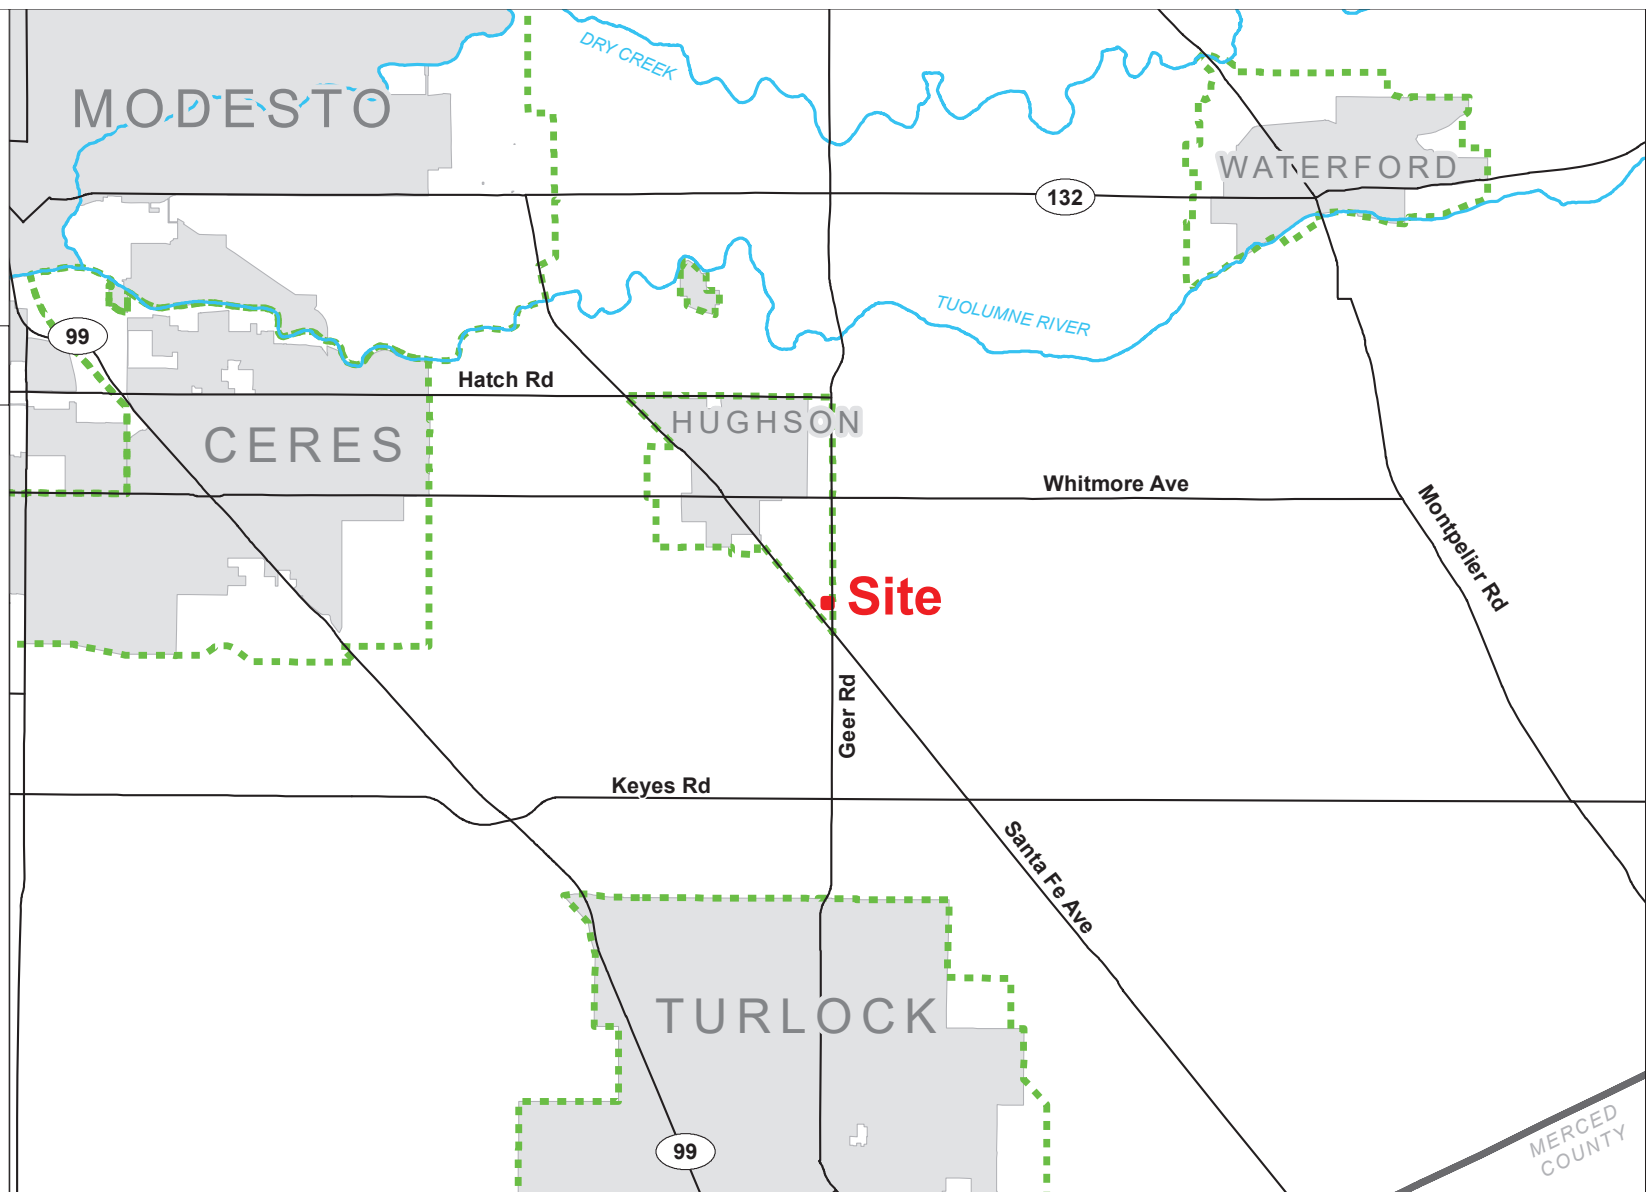 DRY CREEK
MODESTO
WATERFORD
132
TUOLUMNE RIVER
99
Hatch Rd
HUGHSON
CERES
Whitmore Ave
Montpelier Rd
Site
Geer Rd
Keyes Rd
Santa Fe Ave
TURLOCK
99
MERCED
COUNTY